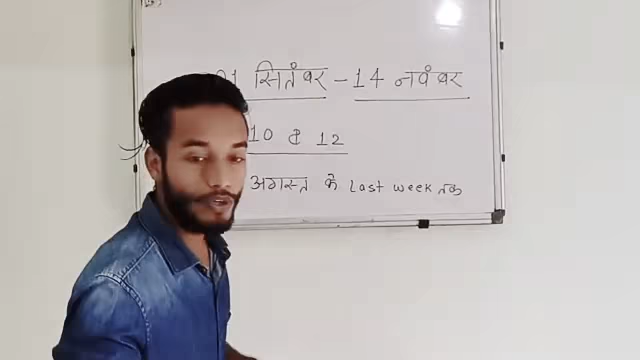 01 सितंबर - 14 नवंबर
10 व 12
अगस्त के last week तक